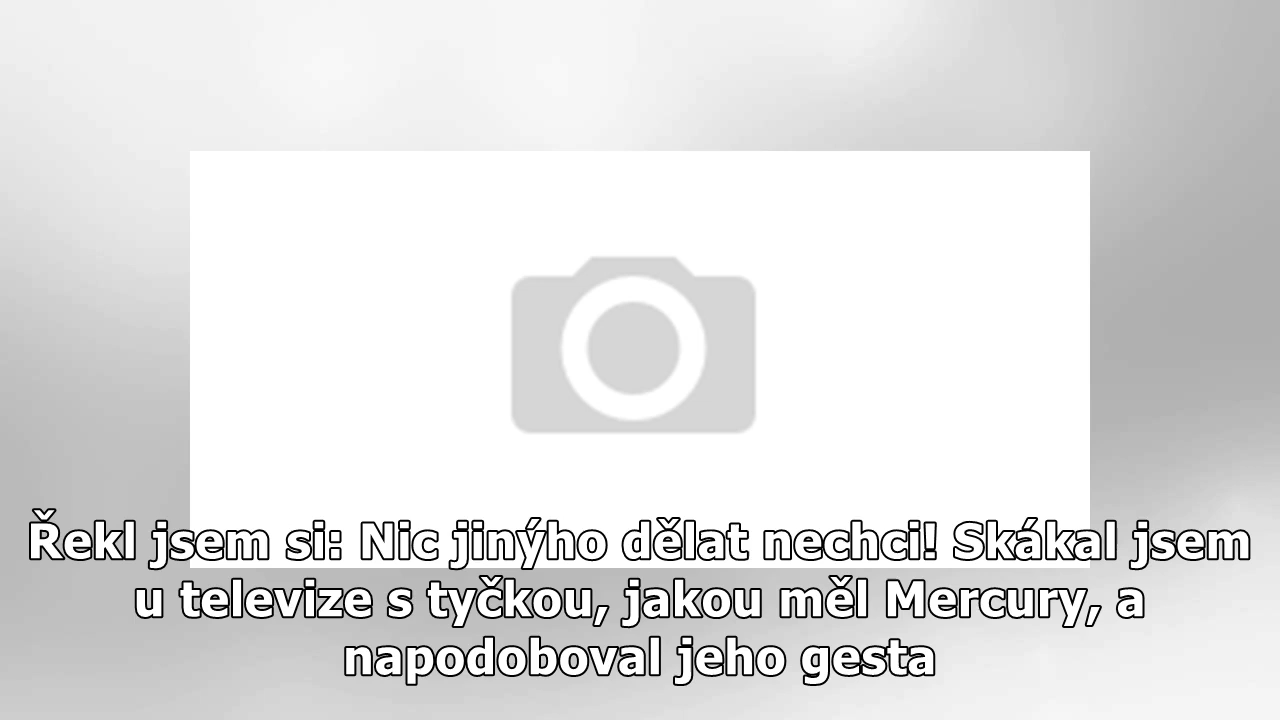 Řekl jsem si: Nic jinýho dělat nechci! Skákal jsem
u televize s tyčkou, jakou měl Mercury, a
napodoboval jeho gesta